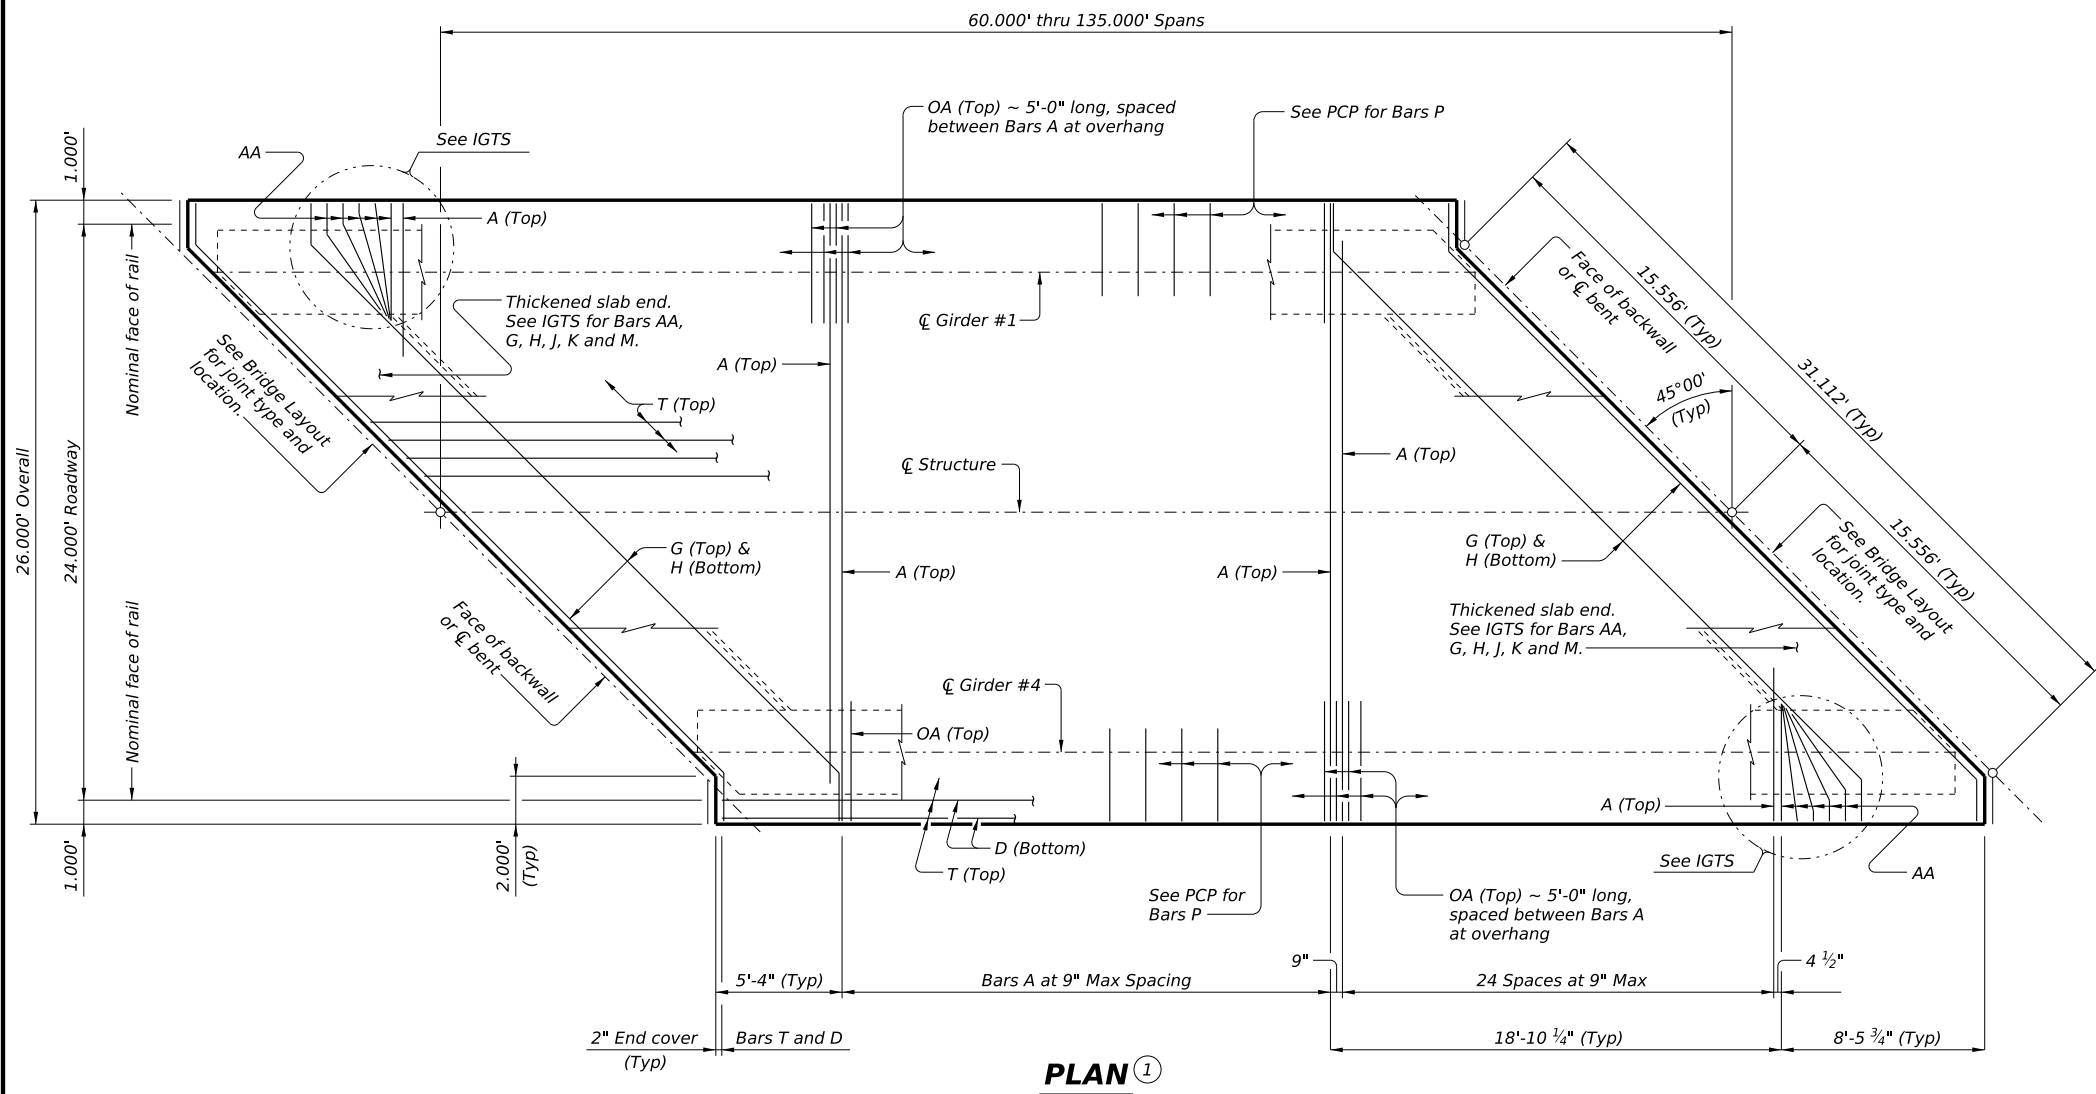 60.000' thru 135.000' Spans
OA (Top) ~ 5'-0" long, spaced
between Bars A at overhang
See PCP for Bars P
See IGTS
AA
1.000'
A (Top)
Nominal face of rail
Thickened slab end.
See IGTS for Bars AA,
G, H, J, K and M.
℄ Girder #1
A (Top)
T (Top)
See Bridge Layout
for joint type and
location.
Face of backwall
or ℄ bent
15.556' (Typ)
31.112' (Typ)
45°00'
(Typ)
A (Top)
℄ Structure
26.000' Overall
24.000' Roadway
G (Top) &
H (Bottom)
A (Top)
A (Top)
G (Top) &
H (Bottom)
15.556' (Typ)
See Bridge Layout
for joint type and
location.
Nominal face of rail
Face of backwall
or ℄ bent
Thickened slab end.
See IGTS for Bars AA,
G, H, J, K and M.
℄ Girder #4
OA (Top)
A (Top)
1.000'
2.000'
(Typ)
D (Bottom)
T (Top)
See IGTS
AA
See PCP for
Bars P
OA (Top) ~ 5'-0" long,
spaced between Bars A
at overhang
9"
4 ½"
5'-4" (Typ)
Bars A at 9" Max Spacing
24 Spaces at 9" Max
2" End cover
(Typ)
Bars T and D
18'-10 ¼" (Typ)
8'-5 ¾" (Typ)
PLAN 1